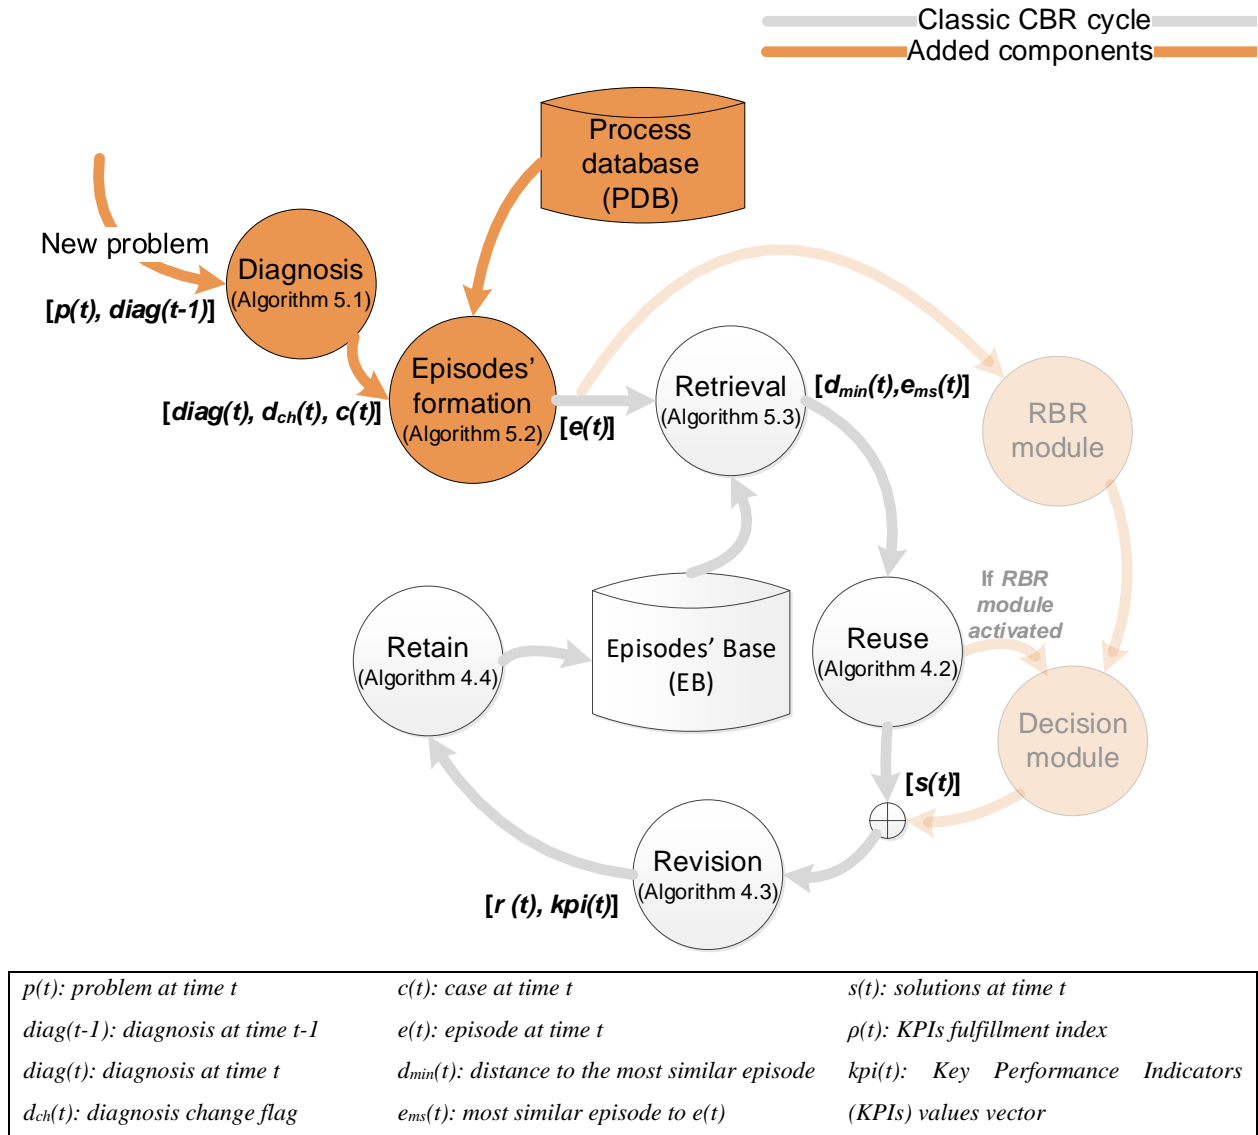 Classic CBR cycle
Added components
Process
database
(PDB)
New problem
Diagnosis
(Algorithm 5.1)
[p(t), diag(t-1)]
Episodes'
formation
(Algorithm 5.2)
[diag(t), dch(t), c(t)]
[e(t)]
Retrieval
(Algorithm 5.3)
[dmin(t),ems(t)]
RBR
module
If RBR
module
activated
Retain
(Algorithm 4.4)
Episodes' Base
(EB)
Reuse
(Algorithm 4.2)
Decision
module
[s(t)]
Revision
(Algorithm 4.3)
[r (t), kpi(t)]
p(t): problem at time t
diag(t-1): diagnosis at time t-1
diag(t): diagnosis at time t
dch(t): diagnosis change flag
c(t): case at time t
e(t): episode at time t
dmin(t): distance to the most similar episode
ems(t): most similar episode to e(t)
s(t): solutions at time t
ρ(t): KPIs fulfillment index
kpi(t): Key Performance Indicators
(KPIs) values vector